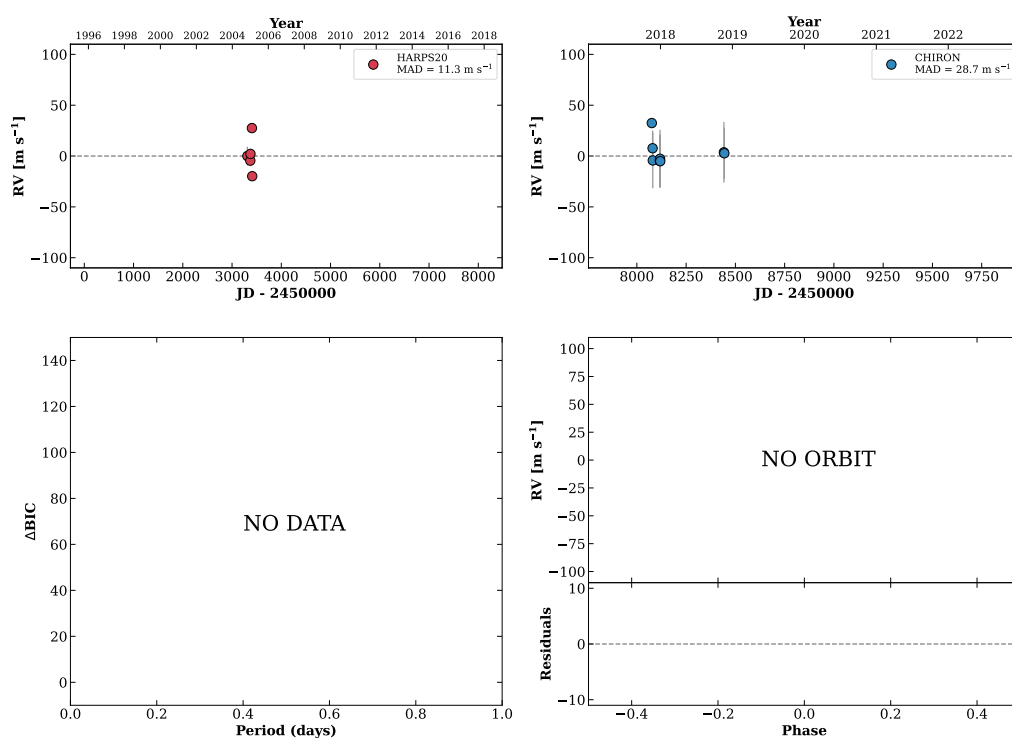 Year
1996 1998 2000 2002 2004 2006 2008 2010 2012 2014 2016 2018
HARPS20
MAD = 11.3 m s⁻¹
100
50
0
−50
−100
RV [m s⁻¹]
0 1000 2000 3000 4000 5000 6000 7000 8000
JD - 2450000
Year
2018 2019 2020 2021 2022
CHIRON
MAD = 28.7 m s⁻¹
100
50
0
−50
−100
RV [m s⁻¹]
8000 8250 8500 8750 9000 9250 9500 9750
JD - 2450000
140
120
100
80
60
40
20
0
ΔBIC
NO DATA
0.0 0.2 0.4 0.6 0.8 1.0
Period (days)
100
75
50
25
0
−25
−50
−75
−100
RV [m s⁻¹]
NO ORBIT
10
0
−10
Residuals
−0.4 −0.2 0.0 0.2 0.4
Phase